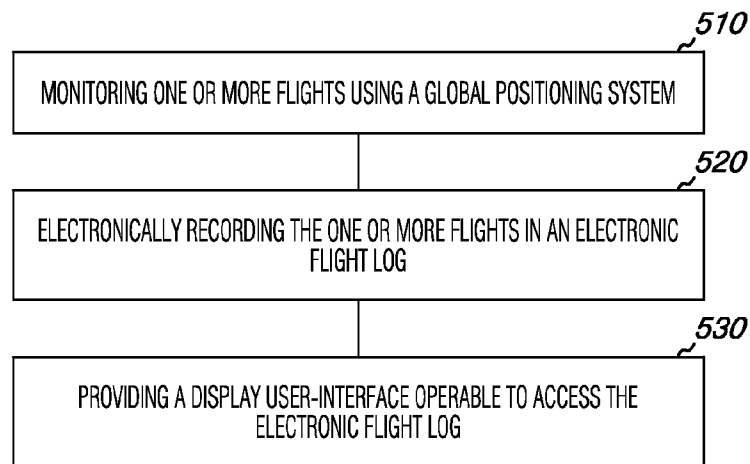 510
MONITORING ONE OR MORE FLIGHTS USING A GLOBAL POSITIONING SYSTEM
520
ELECTRONICALLY RECORDING THE ONE OR MORE FLIGHTS IN AN ELECTRONIC
FLIGHT LOG
530
PROVIDING A DISPLAY USER-INTERFACE OPERABLE TO ACCESS THE
ELECTRONIC FLIGHT LOG